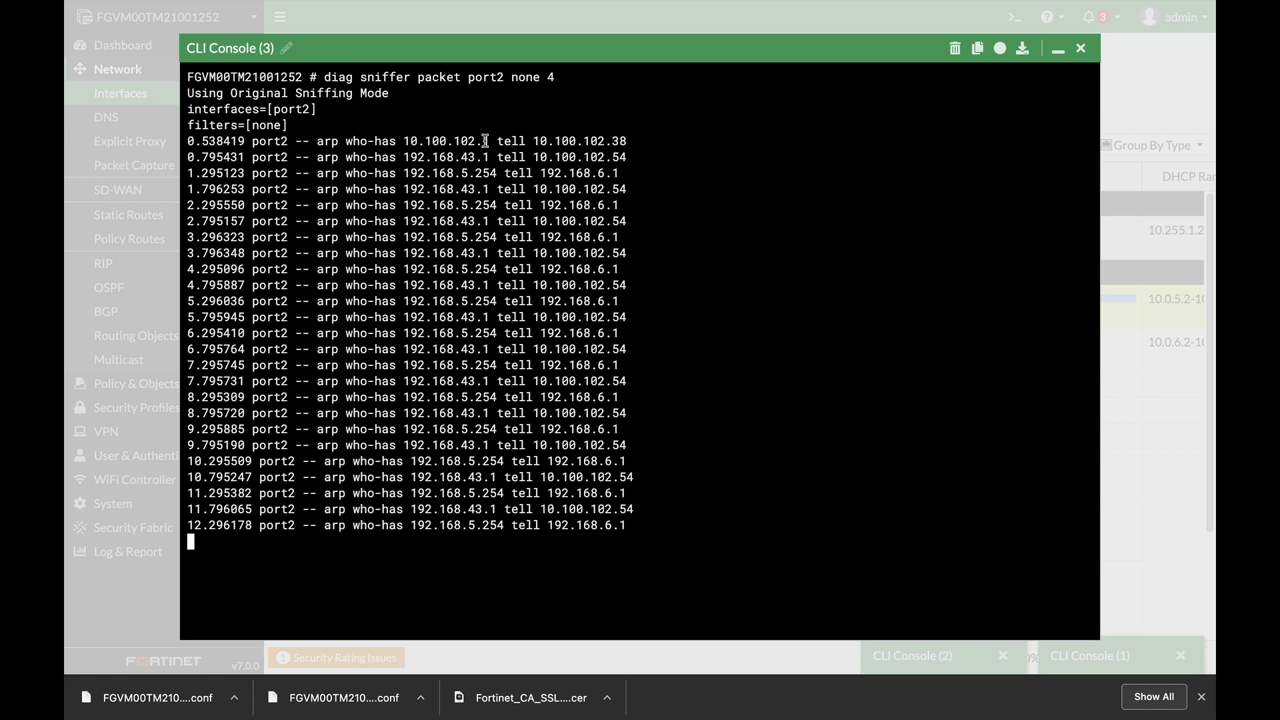 FGVM00TM21001252
3
admin
Dashboard
Network
Interfaces
DNS
Explicit Proxy
Packet Capture
SD-WAN
Static Routes
Policy Routes
RIP
OSPF
BGP
Routing Objects
Multicast
Policy & Objects
Security Profiles
VPN
User & Authenti
WiFi Controller
System
Security Fabric
Log & Report
FORTINET v7.0.0
CLI Console (3)
FGVM00TM21001252 # diag sniffer packet port2 none 4
Using Original Sniffing Mode
interfaces=[port2]
filters=[none]
0.538419 port2 -- arp who-has 10.100.102. tell 10.100.102.38
0.795431 port2 -- arp who-has 192.168.43.1 tell 10.100.102.54
1.295123 port2 -- arp who-has 192.168.5.254 tell 192.168.6.1
1.796253 port2 -- arp who-has 192.168.43.1 tell 10.100.102.54
2.295550 port2 -- arp who-has 192.168.5.254 tell 192.168.6.1
2.795157 port2 -- arp who-has 192.168.43.1 tell 10.100.102.54
3.296323 port2 -- arp who-has 192.168.5.254 tell 192.168.6.1
3.796348 port2 -- arp who-has 192.168.43.1 tell 10.100.102.54
4.295096 port2 -- arp who-has 192.168.5.254 tell 192.168.6.1
4.795887 port2 -- arp who-has 192.168.43.1 tell 10.100.102.54
5.296036 port2 -- arp who-has 192.168.5.254 tell 192.168.6.1
5.795945 port2 -- arp who-has 192.168.43.1 tell 10.100.102.54
6.295410 port2 -- arp who-has 192.168.5.254 tell 192.168.6.1
6.795764 port2 -- arp who-has 192.168.43.1 tell 10.100.102.54
7.295745 port2 -- arp who-has 192.168.5.254 tell 192.168.6.1
7.795731 port2 -- arp who-has 192.168.43.1 tell 10.100.102.54
8.295309 port2 -- arp who-has 192.168.5.254 tell 192.168.6.1
8.795720 port2 -- arp who-has 192.168.43.1 tell 10.100.102.54
9.295885 port2 -- arp who-has 192.168.5.254 tell 192.168.6.1
9.795190 port2 -- arp who-has 192.168.43.1 tell 10.100.102.54
10.295509 port2 -- arp who-has 192.168.5.254 tell 192.168.6.1
10.795247 port2 -- arp who-has 192.168.43.1 tell 10.100.102.54
11.295382 port2 -- arp who-has 192.168.5.254 tell 192.168.6.1
11.796065 port2 -- arp who-has 192.168.43.1 tell 10.100.102.54
12.296178 port2 -- arp who-has 192.168.5.254 tell 192.168.6.1
Group By Type
DHCP Ran
10.255.1.2
10.0.5.2-10
10.0.6.2-10
Security Rating Issues
CLI Console (2)
CLI Console (1)
FGVM00TM210....conf
FGVM00TM210....conf
Fortinet_CA_SSL....cer
Show All